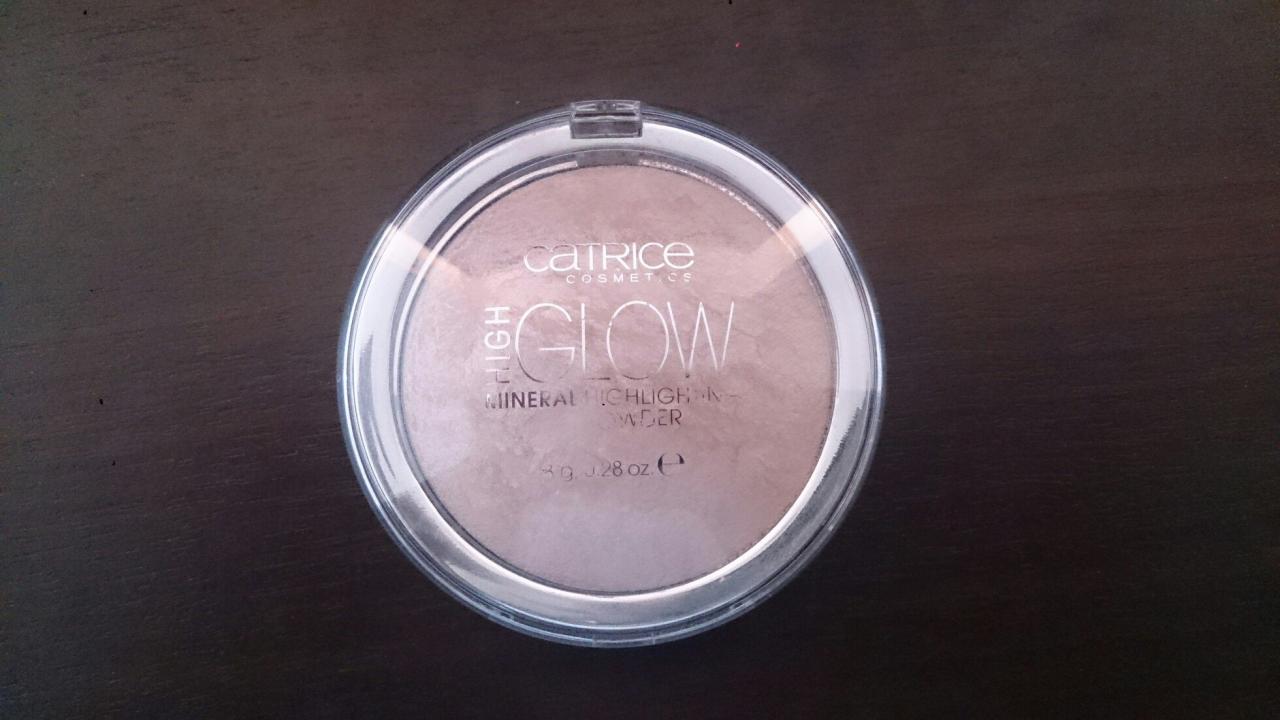 CATRICE
COSMETICS
HIGH GLOW
MINERAL HIGHLIGHTING
POWDER
8 g, 0.28 oz. ℮